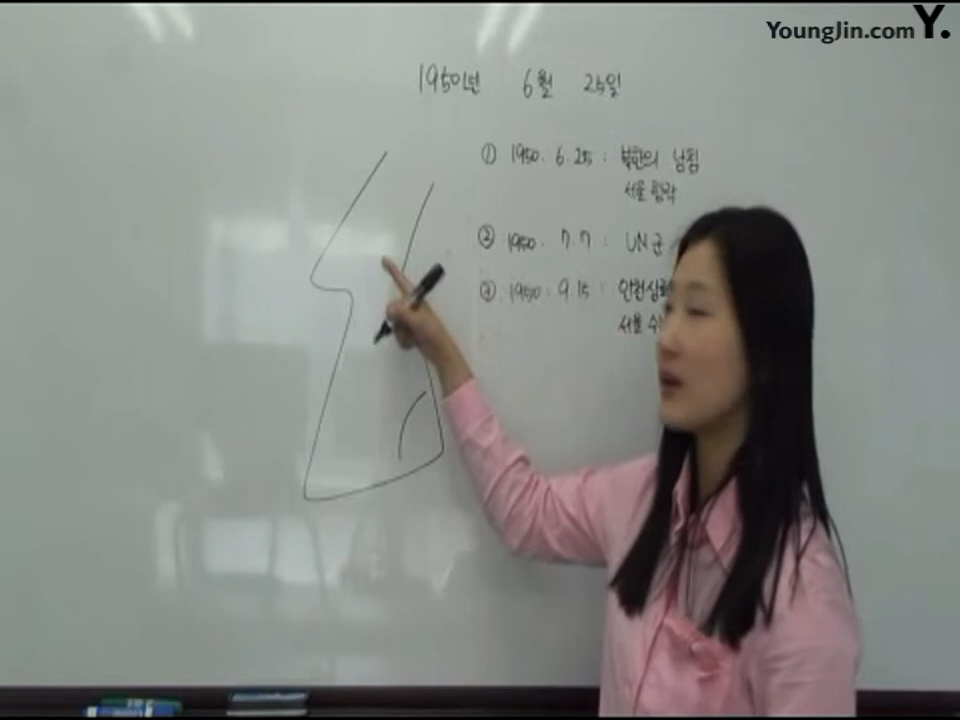 YoungJin.com Y.
1950년 6월 25일
① 1950. 6. 25 : 북한의 남침
서울 함락
② 1950. 7. 7 : UN군
③ 1950. 9. 15 : 인천상륙
서울 수